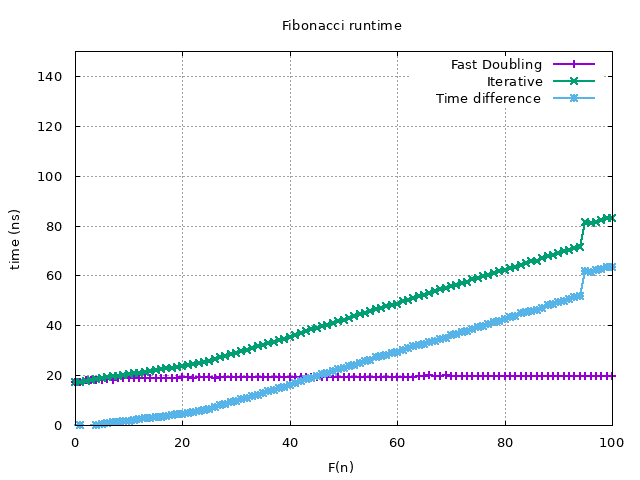 Fibonacci runtime
Fast Doubling
Iterative
Time difference
time (ns)
140
120
100
80
60
40
20
0
0 20 40 60 80 100
F(n)